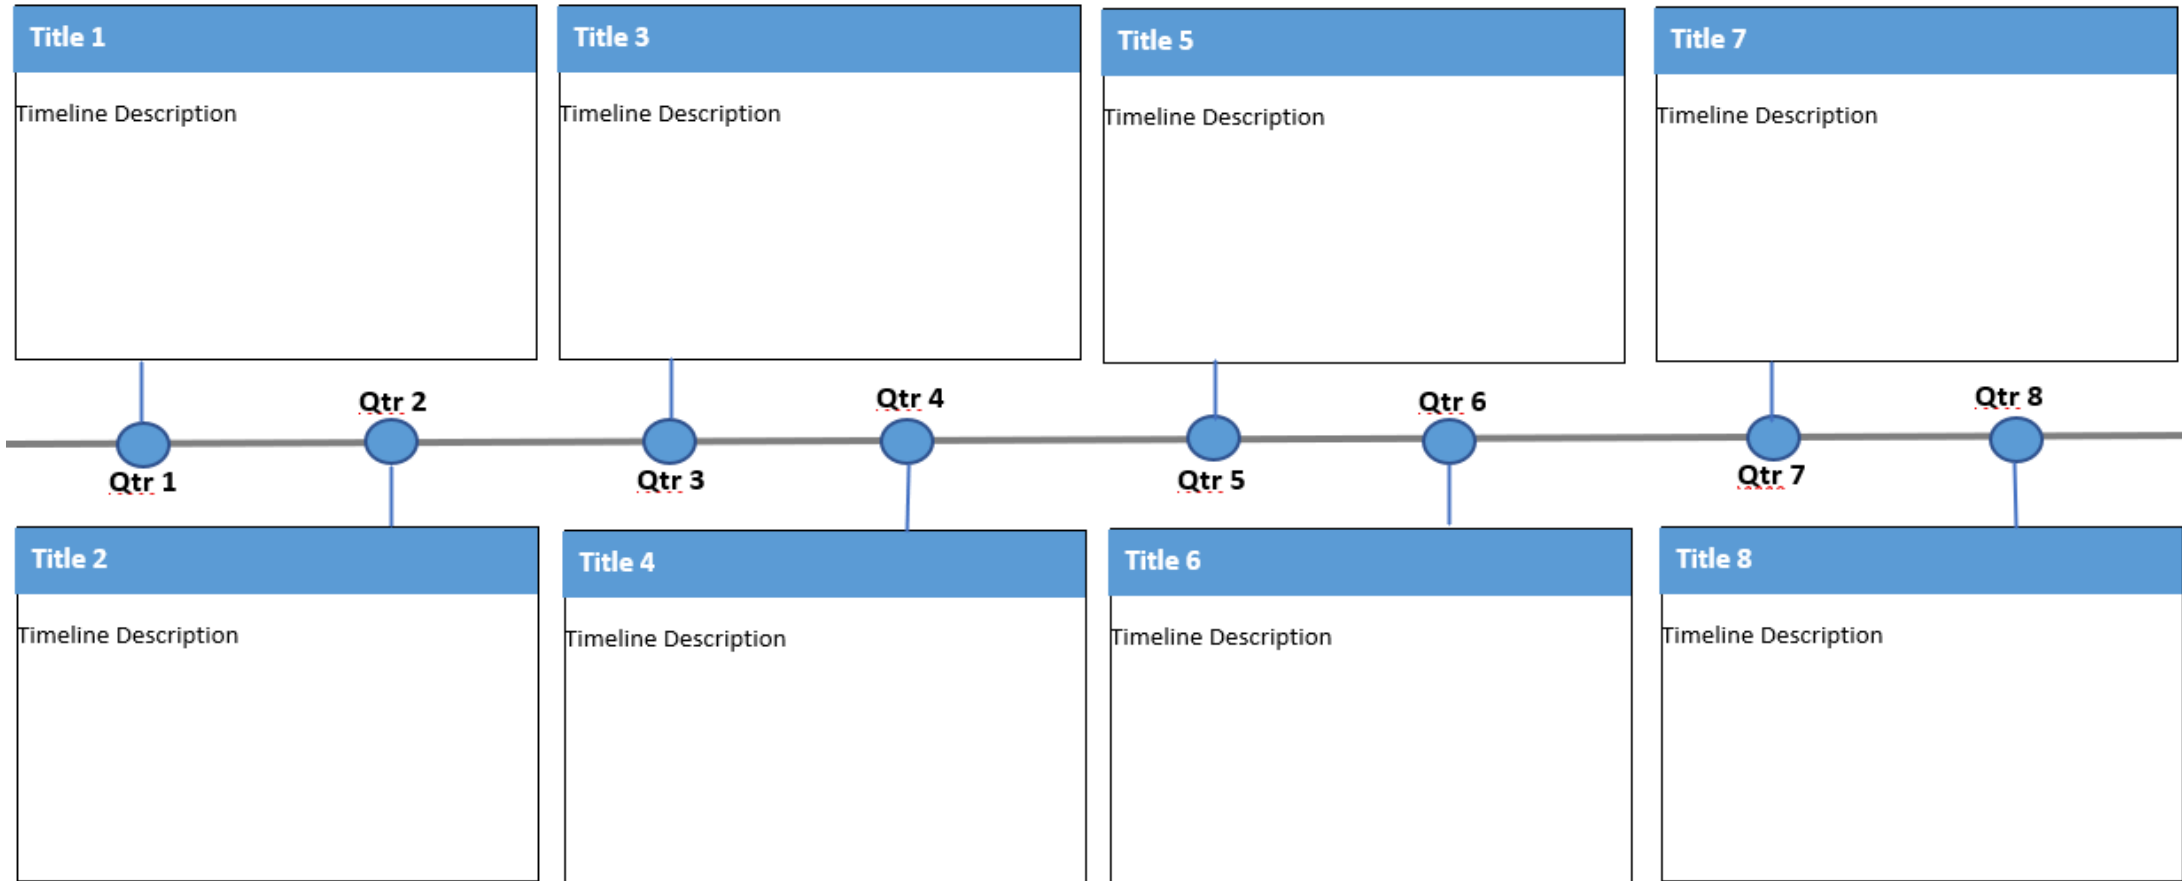 Title 1
Timeline Description
Title 3
Timeline Description
Title 5
Timeline Description
Title 7
Timeline Description
Qtr 1
Qtr 2
Qtr 3
Qtr 4
Qtr 5
Qtr 6
Qtr 7
Qtr 8
Title 2
Timeline Description
Title 4
Timeline Description
Title 6
Timeline Description
Title 8
Timeline Description